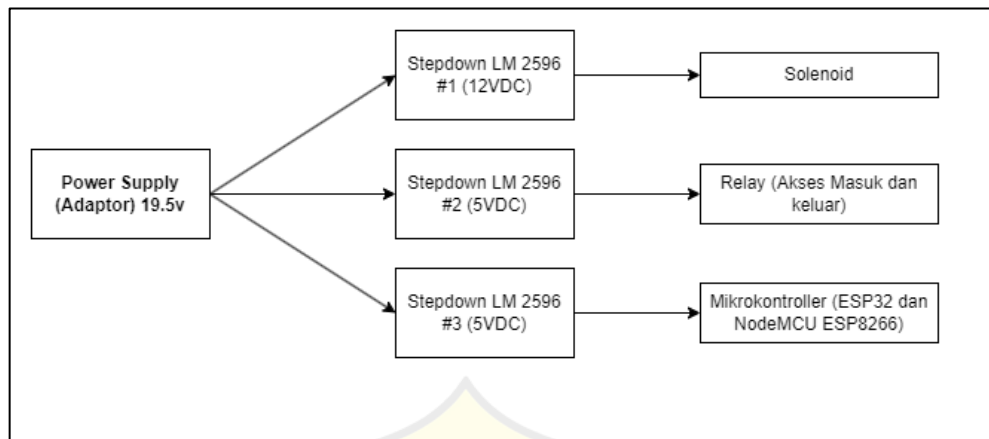 Power Supply
(Adaptor) 19.5v
Stepdown LM 2596
#1 (12VDC)
Solenoid
Stepdown LM 2596
#2 (5VDC)
Relay (Akses Masuk dan
keluar)
Stepdown LM 2596
#3 (5VDC)
Mikrokontroller (ESP32 dan
NodeMCU ESP8266)